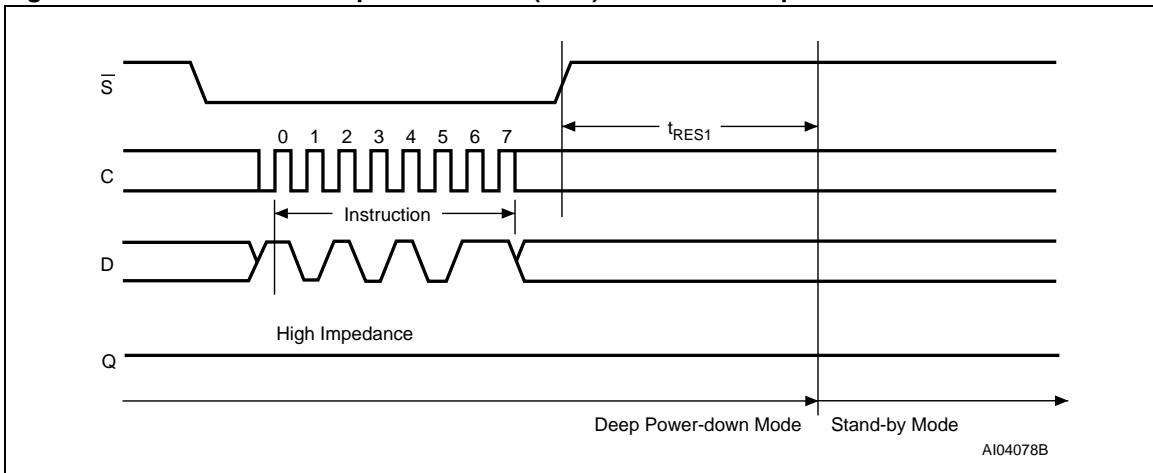 S
tRES1
0 1 2 3 4 5 6 7
C
Instruction
D
High Impedance
Q
Deep Power-down Mode Stand-by Mode
AI04078B